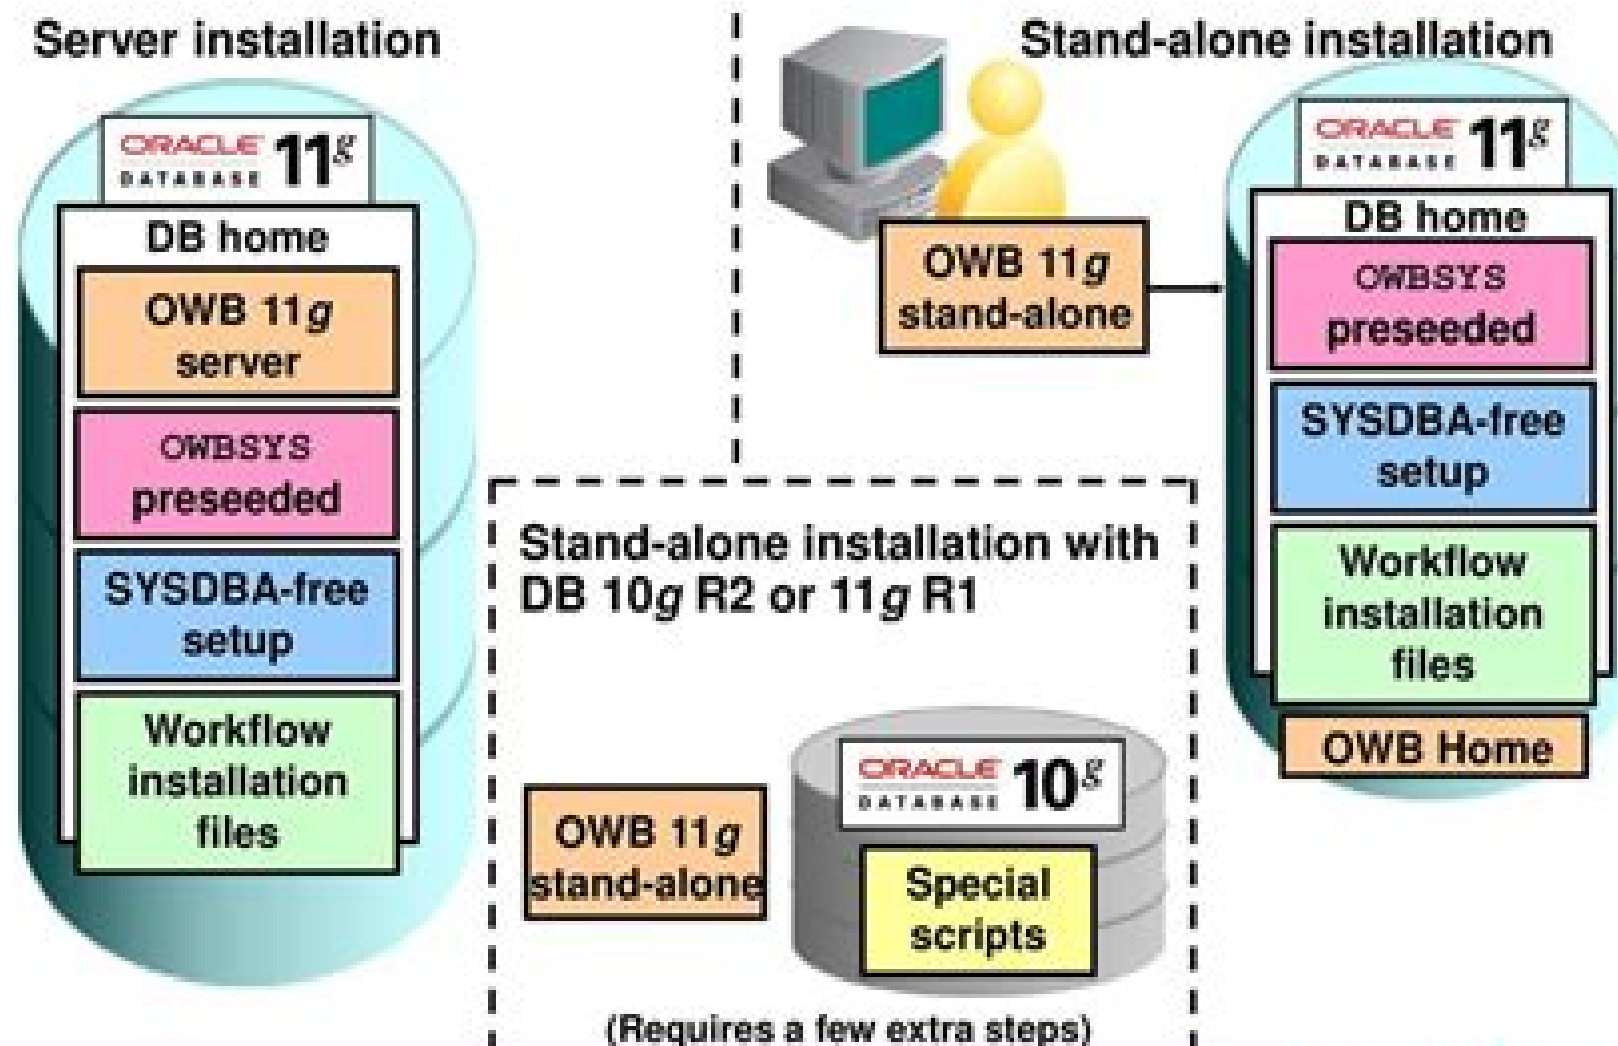 Server installation
ORACLE
DATABASE 11g
DB home
OWB 11g
server
OWBSYS
preseeded
SYSDBA-free
setup
Workflow
installation
files
Stand-alone installation
OWB 11g
stand-alone
ORACLE
DATABASE 11g
DB home
OWBSYS
preseeded
SYSDBA-free
setup
Workflow
installation
files
OWB Home
Stand-alone installation with
DB 10g R2 or 11g R1
OWB 11g
stand-alone
ORACLE
DATABASE 10g
Special
scripts
(Requires a few extra steps)